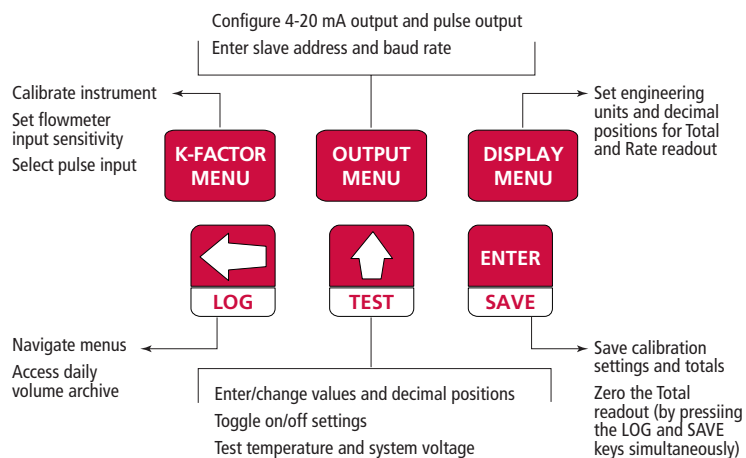 Configure 4-20 mA output and pulse output
Enter slave address and baud rate
Calibrate instrument
Set flowmeter
input sensitivity
Select pulse input
Set engineering
units and decimal
positions for Total
and Rate readout
K-FACTOR
MENU
OUTPUT
MENU
DISPLAY
MENU
LOG
TEST
ENTER
SAVE
Navigate menus
Access daily
volume archive
Enter/change values and decimal positions
Toggle on/off settings
Test temperature and system voltage
Save calibration
settings and totals
Zero the Total
readout (by pressiing
the LOG and SAVE
keys simultaneously)